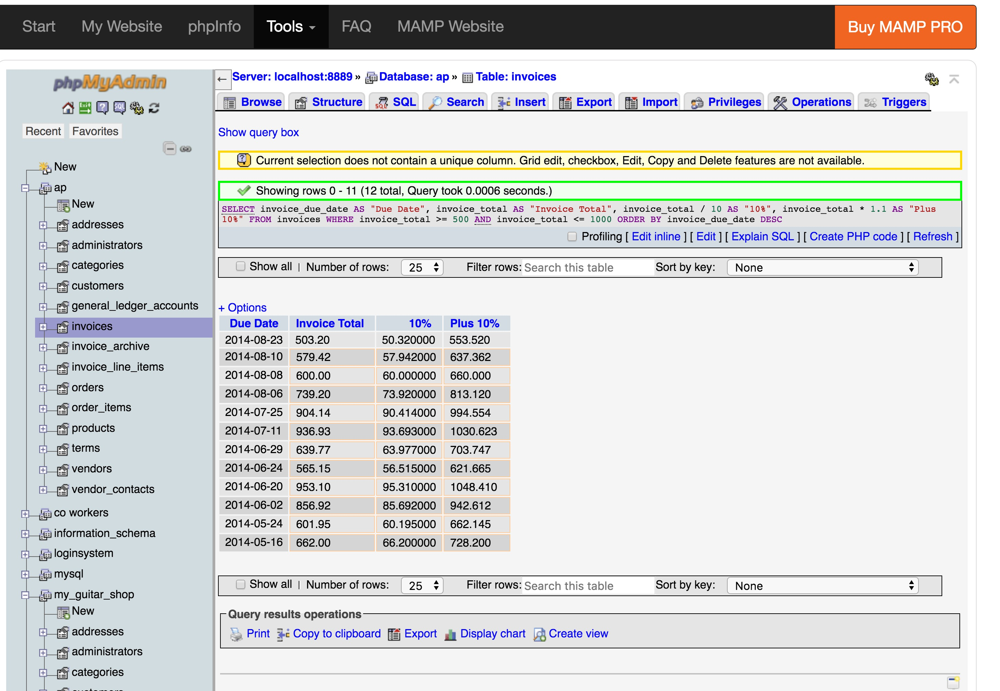 Start My Website phpInfo Tools FAQ MAMP Website Buy MAMP PRO
phpMyAdmin
Exit ? SQL
Recent Favorites
New
ap
New
addresses
administrators
categories
customers
general_ledger_accounts
invoices
invoice_archive
invoice_line_items
orders
order_items
products
terms
vendors
vendor_contacts
co workers
information_schema
loginsystem
mysql
my_guitar_shop
New
addresses
administrators
categories
← Server: localhost:8889 » Database: ap » Table: invoices
Browse Structure SQL Search Insert Export Import Privileges Operations Triggers
Show query box
Current selection does not contain a unique column. Grid edit, checkbox, Edit, Copy and Delete features are not available.
Showing rows 0 - 11 (12 total, Query took 0.0006 seconds.)
SELECT invoice_due_date AS "Due Date", invoice_total AS "Invoice Total", invoice_total / 10 AS "10%", invoice_total * 1.1 AS "Plus
10%" FROM invoices WHERE invoice_total >= 500 AND invoice_total <= 1000 ORDER BY invoice_due_date DESC
Profiling [ Edit inline ] [ Edit ] [ Explain SQL ] [ Create PHP code ] [ Refresh ]
Show all | Number of rows: 25 Filter rows: Search this table Sort by key: None
+ Options
Due Date Invoice Total 10% Plus 10%
2014-08-23 503.20 50.320000 553.520
2014-08-10 579.42 57.942000 637.362
2014-08-08 600.00 60.000000 660.000
2014-08-06 739.20 73.920000 813.120
2014-07-25 904.14 90.414000 994.554
2014-07-11 936.93 93.693000 1030.623
2014-06-29 639.77 63.977000 703.747
2014-06-24 565.15 56.515000 621.665
2014-06-20 953.10 95.310000 1048.410
2014-06-02 856.92 85.692000 942.612
2014-05-24 601.95 60.195000 662.145
2014-05-16 662.00 66.200000 728.200
Show all | Number of rows: 25 Filter rows: Search this table Sort by key: None
Query results operations
Print Copy to clipboard Export Display chart Create view